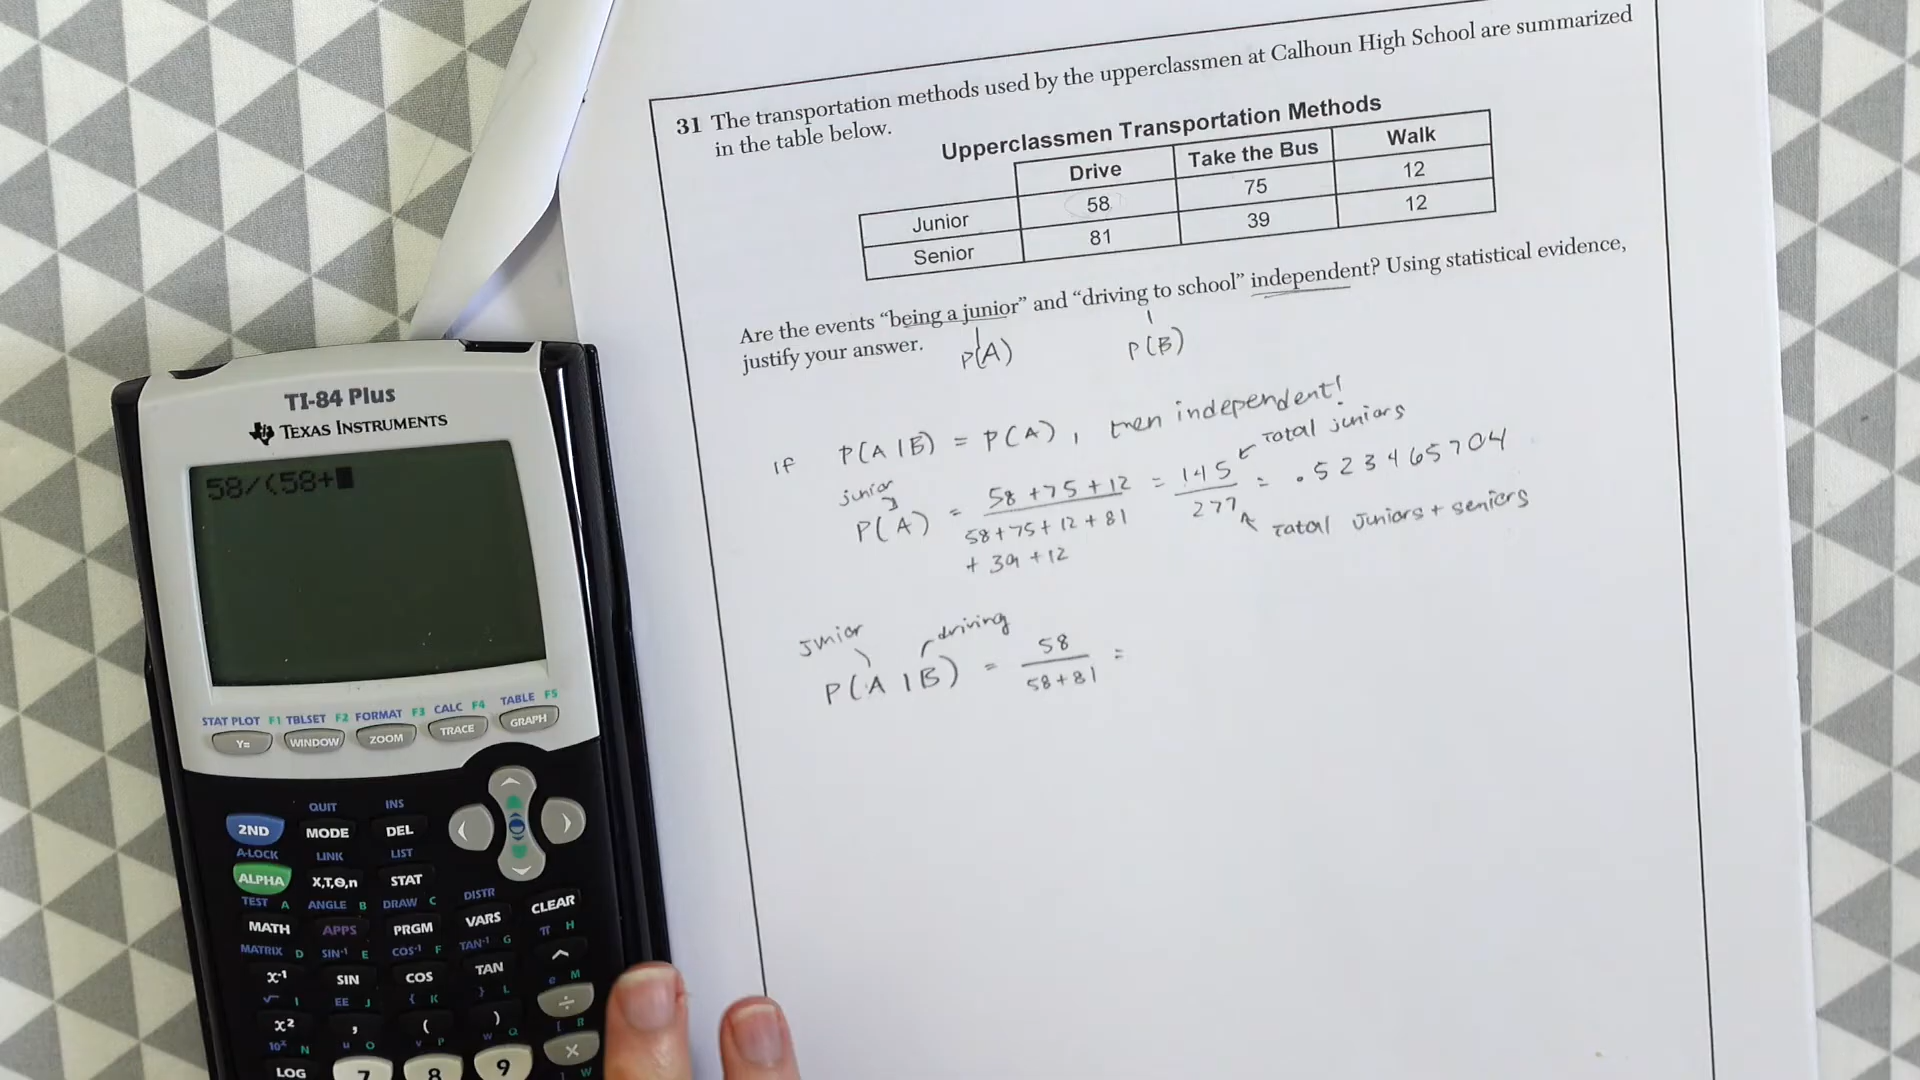 31 The transportation methods used by the upperclassmen at Calhoun High School are summarized
in the table below.
Upperclassmen Transportation Methods
Drive Take the Bus Walk
Junior 58 75 12
Senior 81 39 12
Are the events “being a junior” and “driving to school” independent? Using statistical evidence,
justify your answer.
P(A) P(B)
If P(A|B) = P(A), then independent!
junior
P(A) = 58+75+12 / 58+75+12+81+39+12 = 145/277 = .523465704
Total juniors
Total juniors + seniors
junior driving
P(A|B) = 58 / 58+81 =
TI-84 Plus
TEXAS INSTRUMENTS
58/(58+
STAT PLOT F1 TBLSET F2 FORMAT F3 CALC F4 TABLE F5
Y= WINDOW ZOOM TRACE GRAPH
QUIT INS
2ND MODE DEL
A-LOCK LINK LIST
ALPHA X,T,Θ,n STAT
TEST A ANGLE B DRAW C DISTR
MATH APPS PRGM VARS CLEAR
MATRIX D SIN-1 E COS-1 F TAN-1 G π H
x-1 SIN COS TAN ^
√ I EE J { K } L e M
x2 , ( ) ÷
10x N u O v P w Q [ R
LOG 7 8 9 ×
] W